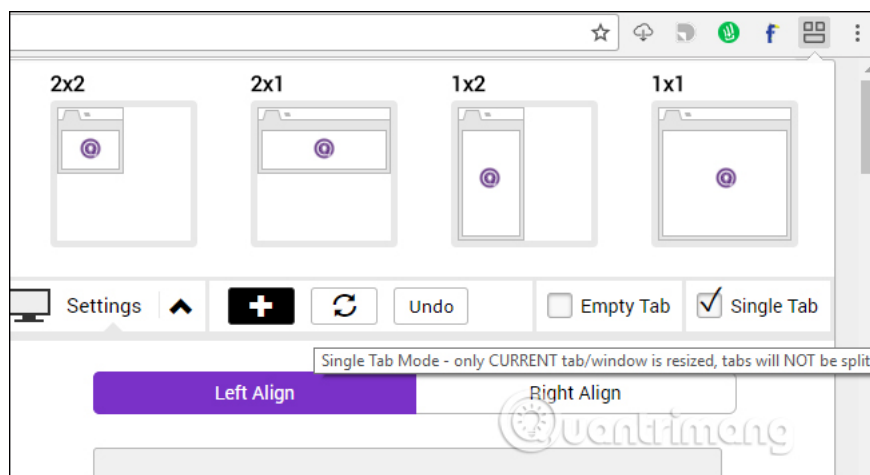 2x2 2x1 1x2 1x1
Settings Undo Empty Tab Single Tab
Single Tab Mode - only CURRENT tab/window is resized, tabs will NOT be split
Left Align Right Align
Quantrimang